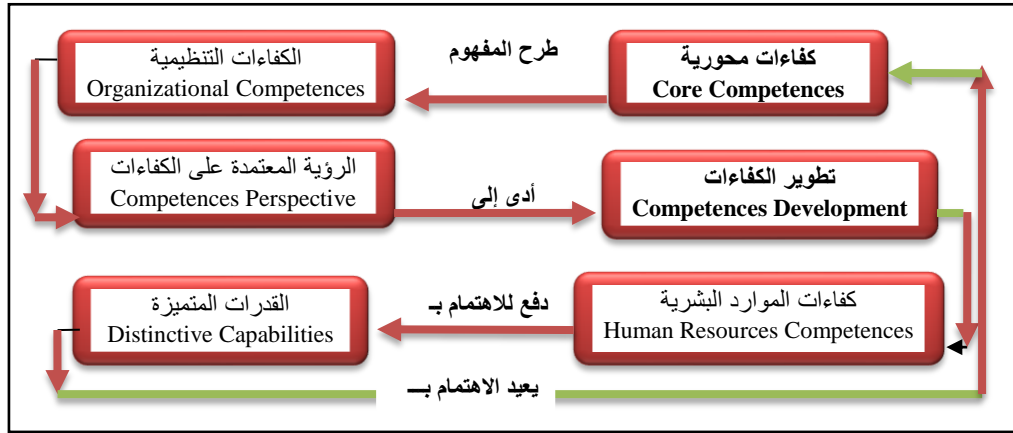 كفاءات محورية
Core Competences
طرح المفهوم
الكفاءات التنظيمية
Organizational Competences
الرؤية المعتمدة على الكفاءات
Competences Perspective
أدى إلى
تطوير الكفاءات
Competences Development
كفاءات الموارد البشرية
Human Resources Competences
دفع للاهتمام بـ
القدرات المتميزة
Distinctive Capabilities
يعيد الاهتمام بـــ